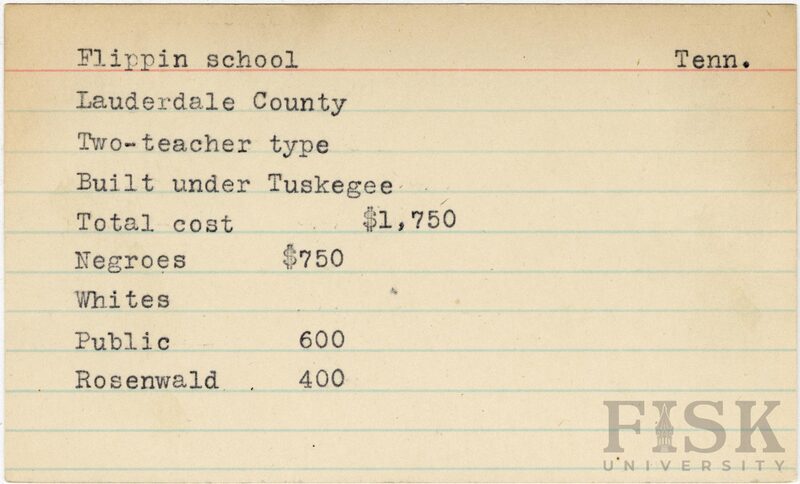 Flippin school Tenn.
Lauderdale County
Two-teacher type
Built under Tuskegee
Total cost $1,750
Negroes $750
Whites
Public 600
Rosenwald 400
FISK
UNIVERSITY